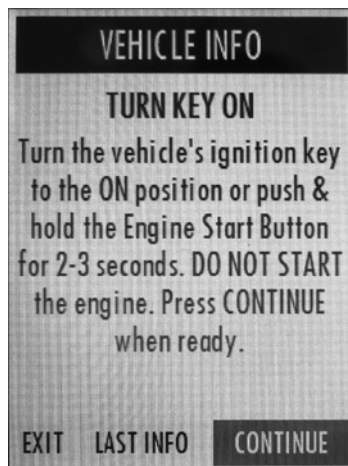 VEHICLE INFO
TURN KEY ON
Turn the vehicle's ignition key
to the ON position or push &
hold the Engine Start Button
for 2-3 seconds. DO NOT START
the engine. Press CONTINUE
when ready.
EXIT LAST INFO CONTINUE